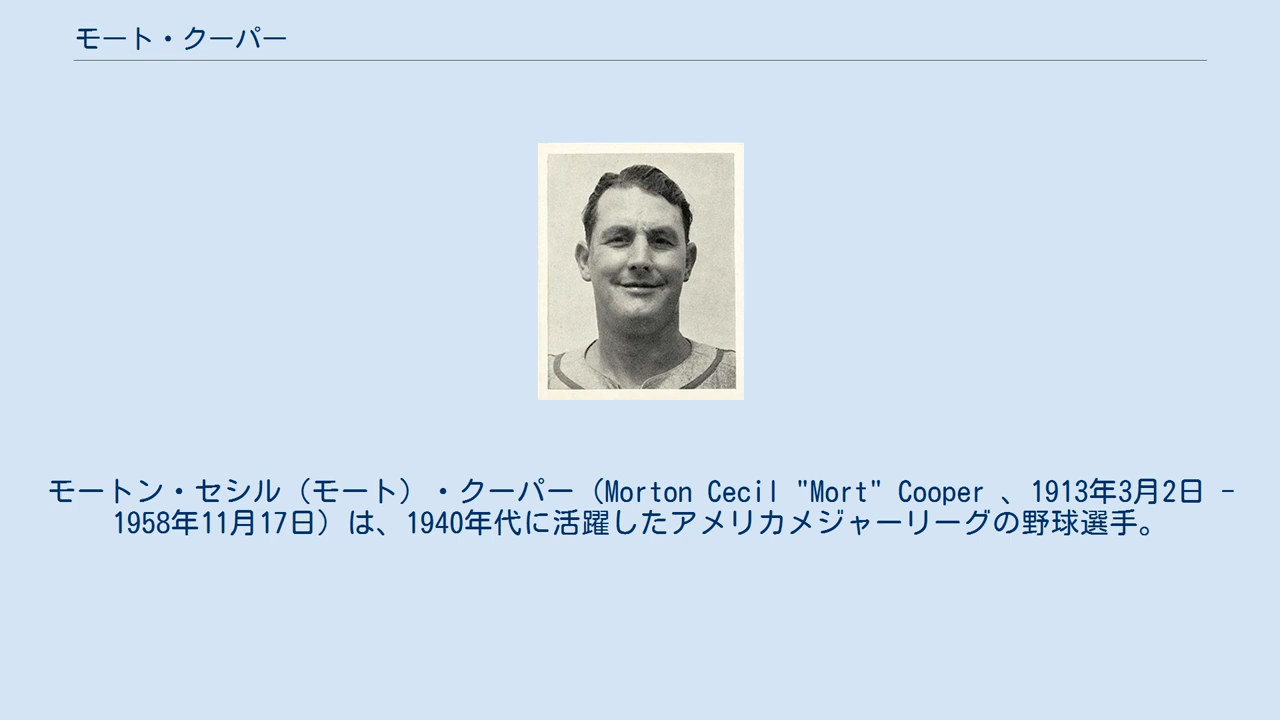 モート・クーパー
モートン・セシル（モート）・クーパー（Morton Cecil "Mort" Cooper 、1913年3月2日 -
1958年11月17日）は、1940年代に活躍したアメリカメジャーリーグの野球選手。